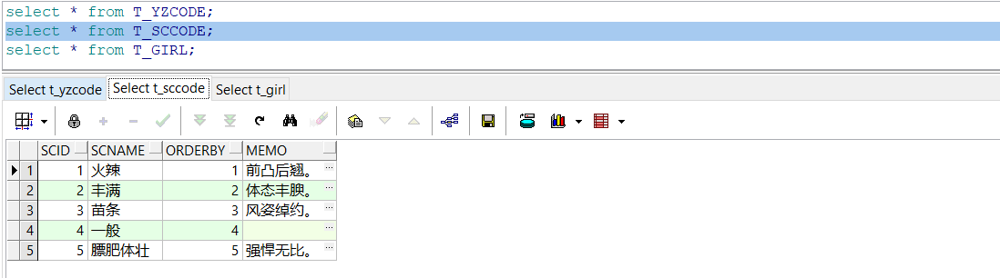 select * from T_YZCODE;
select * from T_SCCODE;
select * from T_GIRL;
Select t_yzcode Select t_sccode Select t_girl
SCID SCNAME ORDERBY MEMO
1 1 火辣 1 前凸后翘。 ...
2 2 丰满 2 体态丰腴。 ...
3 3 苗条 3 风姿绰约。 ...
4 4 一般 4 ...
5 5 膘肥体壮 5 强悍无比。 ...